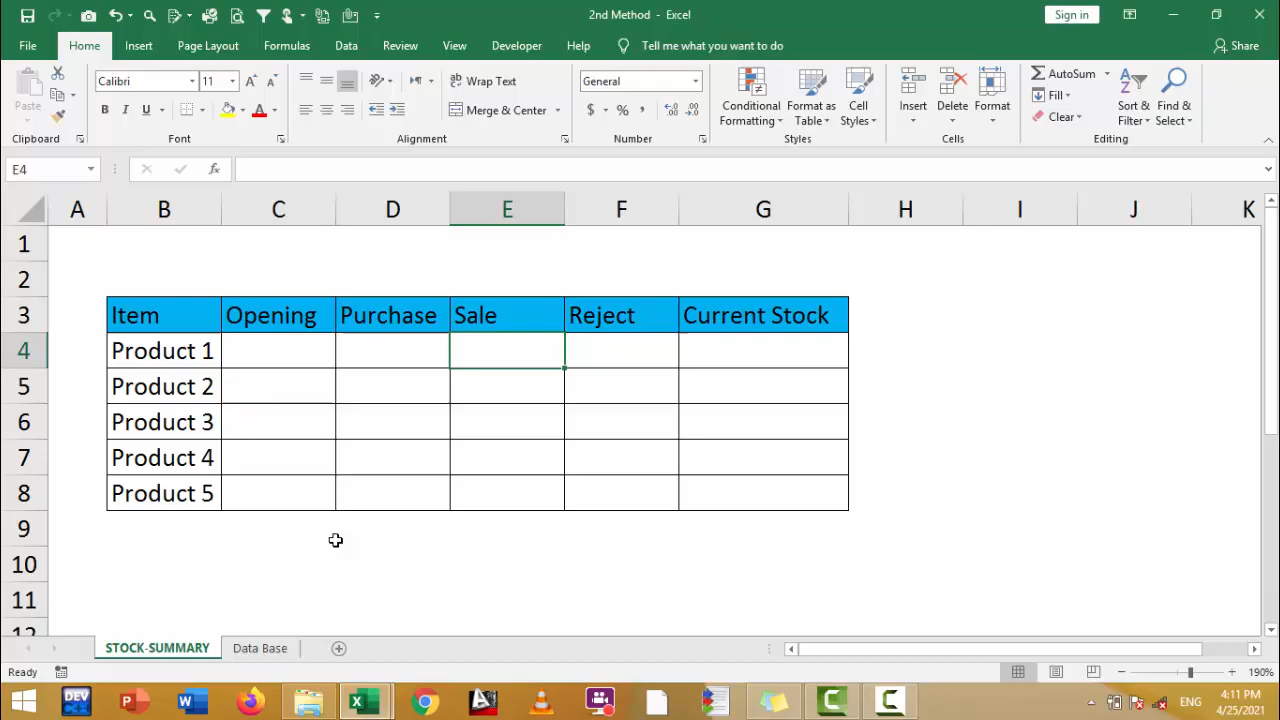 2nd Method - Excel
Sign in
File Home Insert Page Layout Formulas Data Review View Developer Help Tell me what you want to do Share
Paste
Clipboard
Calibri 11
B I U
Font
Wrap Text
Merge & Center
Alignment
General
$ % ,
Number
Conditional Formatting
Format as Table
Cell Styles
Styles
Insert
Delete
Format
Cells
AutoSum
Fill
Clear
Sort & Filter
Find & Select
Editing
E4
fx
A B C D E F G H I J K
1
2
3 Item Opening Purchase Sale Reject Current Stock
4 Product 1
5 Product 2
6 Product 3
7 Product 4
8 Product 5
9
10
11
12
STOCK-SUMMARY Data Base
Ready
190%
DEV
ENG
4:11 PM
4/25/2021